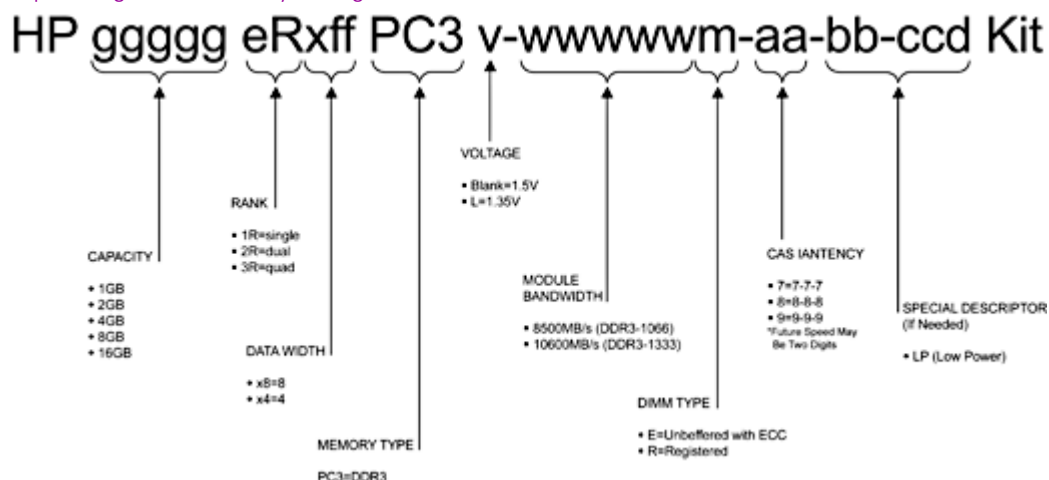 HP ggggg eRxff PC3 v-wwwwwm-aa-bb-ccd Kit
VOLTAGE
▪ Blank=1.5V
▪ L=1.35V
RANK
▪ 1R=single
▪ 2R=dual
▪ 3R=quad
CAPACITY
+ 1GB
+ 2GB
+ 4GB
+ 8GB
+ 16GB
CAS IANTENCY
▪ 7=7-7-7
▪ 8=8-8-8
▪ 9=9-9-9
*Future Speed May
Be Two Digits
MODULE
BANDWIDTH
▪ 8500MB/s (DDR3-1066)
▪ 10600MB/s (DDR3-1333)
SPECIAL DESCRIPTOR
(If Needed)
▪ LP (Low Power)
DATA WIDTH
+ x8=8
+ x4=4
DIMM TYPE
▪ E=Unbeffered with ECC
▪ R=Registered
MEMORY TYPE
PC3=DDR3